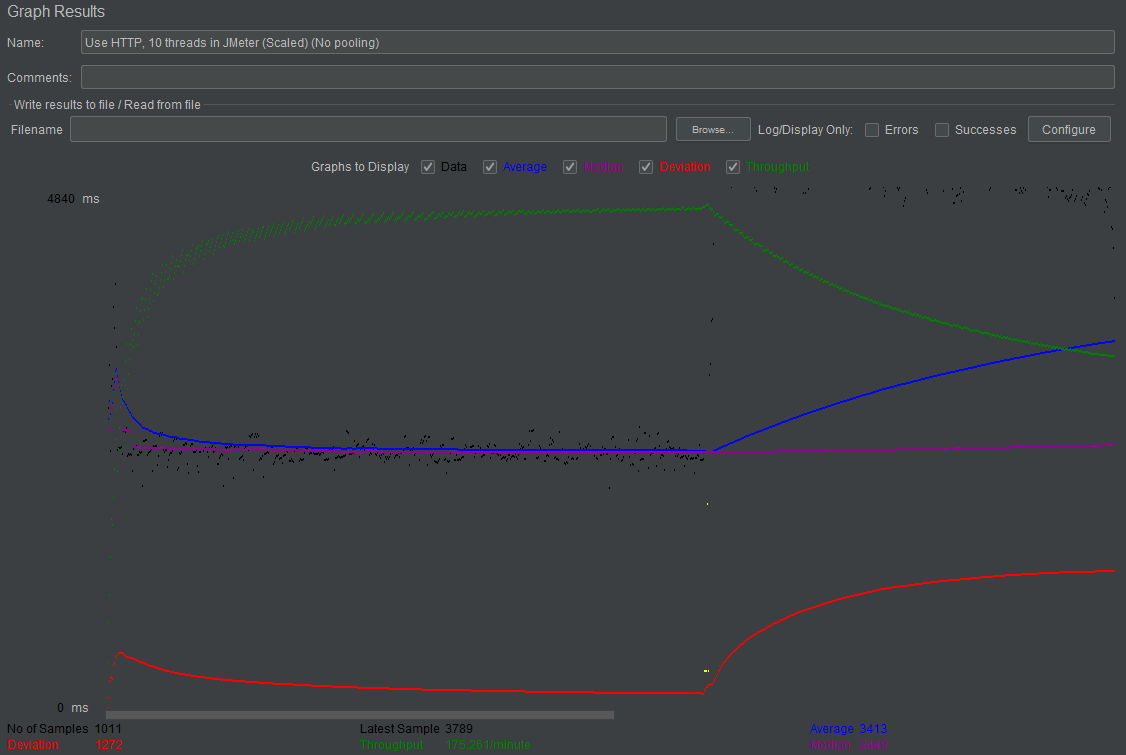 Graph Results
Name: Use HTTP, 10 threads in JMeter (Scaled) (No pooling)
Comments:
Write results to file / Read from file
Filename Browse... Log/Display Only: Errors Successes Configure
Graphs to Display Data Average Median Deviation Throughput
4840 ms
0 ms
No of Samples 1011 Latest Sample 3789 Average 3413
Deviation 1272 Throughput 175.261/minute Median 2449